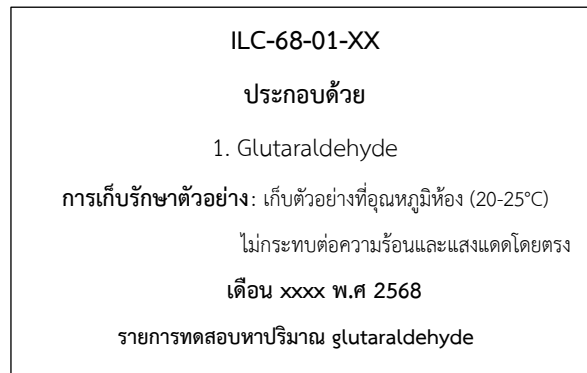 ILC-68-01-XX
ประกอบด้วย
1. Glutaraldehyde
การเก็บรักษาตัวอย่าง: เก็บตัวอย่างที่อุณหภูมิห้อง (20-25°C)
ไม่กระทบต่อความร้อนและแสงแดดโดยตรง
เดือน xxxx พ.ศ 2568
รายการทดสอบหาปริมาณ glutaraldehyde